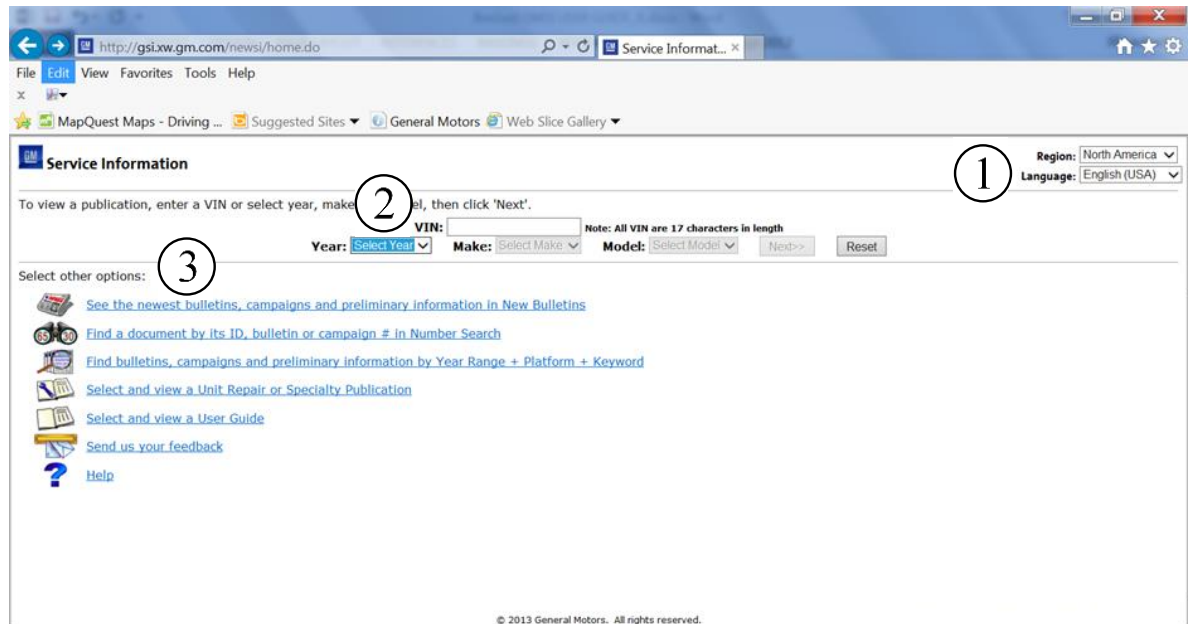 http://gsi.xw.gm.com/newsi/home.do
Service Informat...
File Edit View Favorites Tools Help
x
MapQuest Maps - Driving ... Suggested Sites General Motors Web Slice Gallery
GM Service Information
Region: North America
1
Language: English (USA)
To view a publication, enter a VIN or select year, make el, then click 'Next'.
2
VIN: Note: All VIN are 17 characters in length
Year: Select Year Make: Select Make Model: Select Model Next>> Reset
3
Select other options:
See the newest bulletins, campaigns and preliminary information in New Bulletins
65 30 Find a document by its ID, bulletin or campaign # in Number Search
Find bulletins, campaigns and preliminary information by Year Range + Platform + Keyword
Select and view a Unit Repair or Specialty Publication
Select and view a User Guide
Send us your feedback
? Help
© 2013 General Motors. All rights reserved.